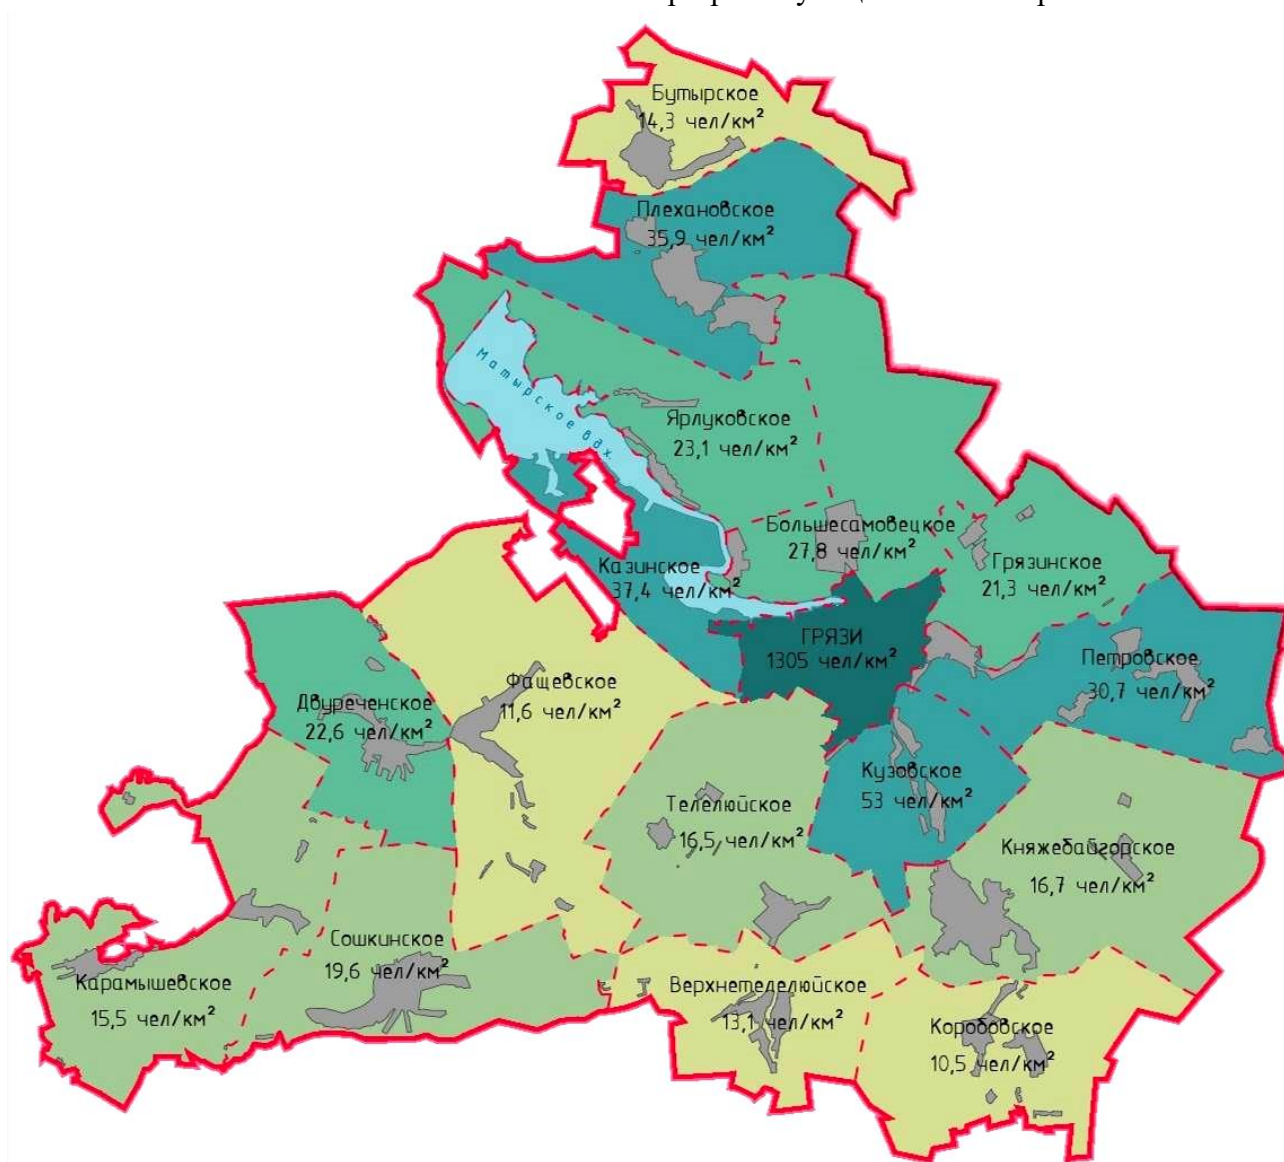 Бутырское
14,3 чел/км²
Плехановское
35,9 чел/км²
Матырское вдх.
Ярлуковское
23,1 чел/км²
Большесамовецкое
27,8 чел/км²
Грязинское
21,3 чел/км²
Казинское
37,4 чел/км²
ГРЯЗИ
1305 чел/км²
Петровское
30,7 чел/км²
Фащевское
11,6 чел/км²
Двуреченское
22,6 чел/км²
Кузовское
53 чел/км²
Телелюйское
16,5 чел/км²
Княжебайгорское
16,7 чел/км²
Сошкинское
19,6 чел/км²
Карамышевское
15,5 чел/км²
Верхнетеделюйское
13,1 чел/км²
Коробовское
10,5 чел/км²